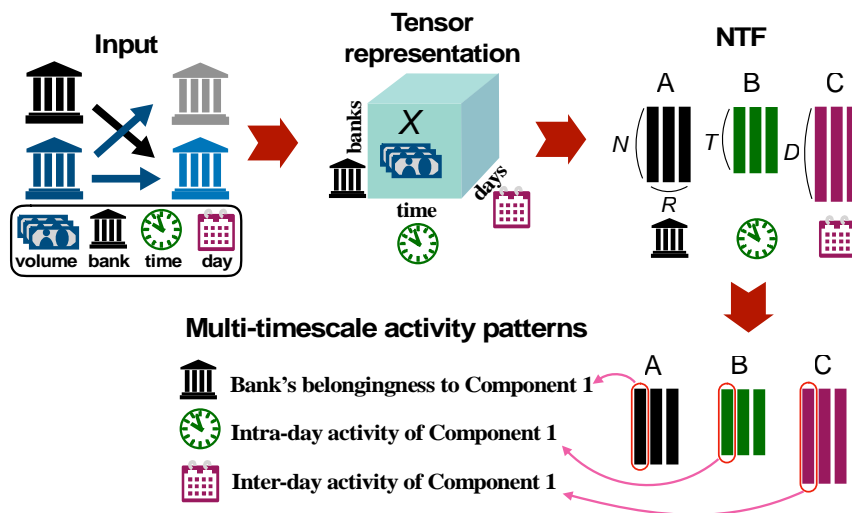 Input
Tensor
representation
NTF
A
B
C
banks
X
N
T
D
days
R
time
volume
bank
time
day
Multi-timescale activity patterns
A
B
C
Bank's belongingness to Component 1
Intra-day activity of Component 1
Inter-day activity of Component 1